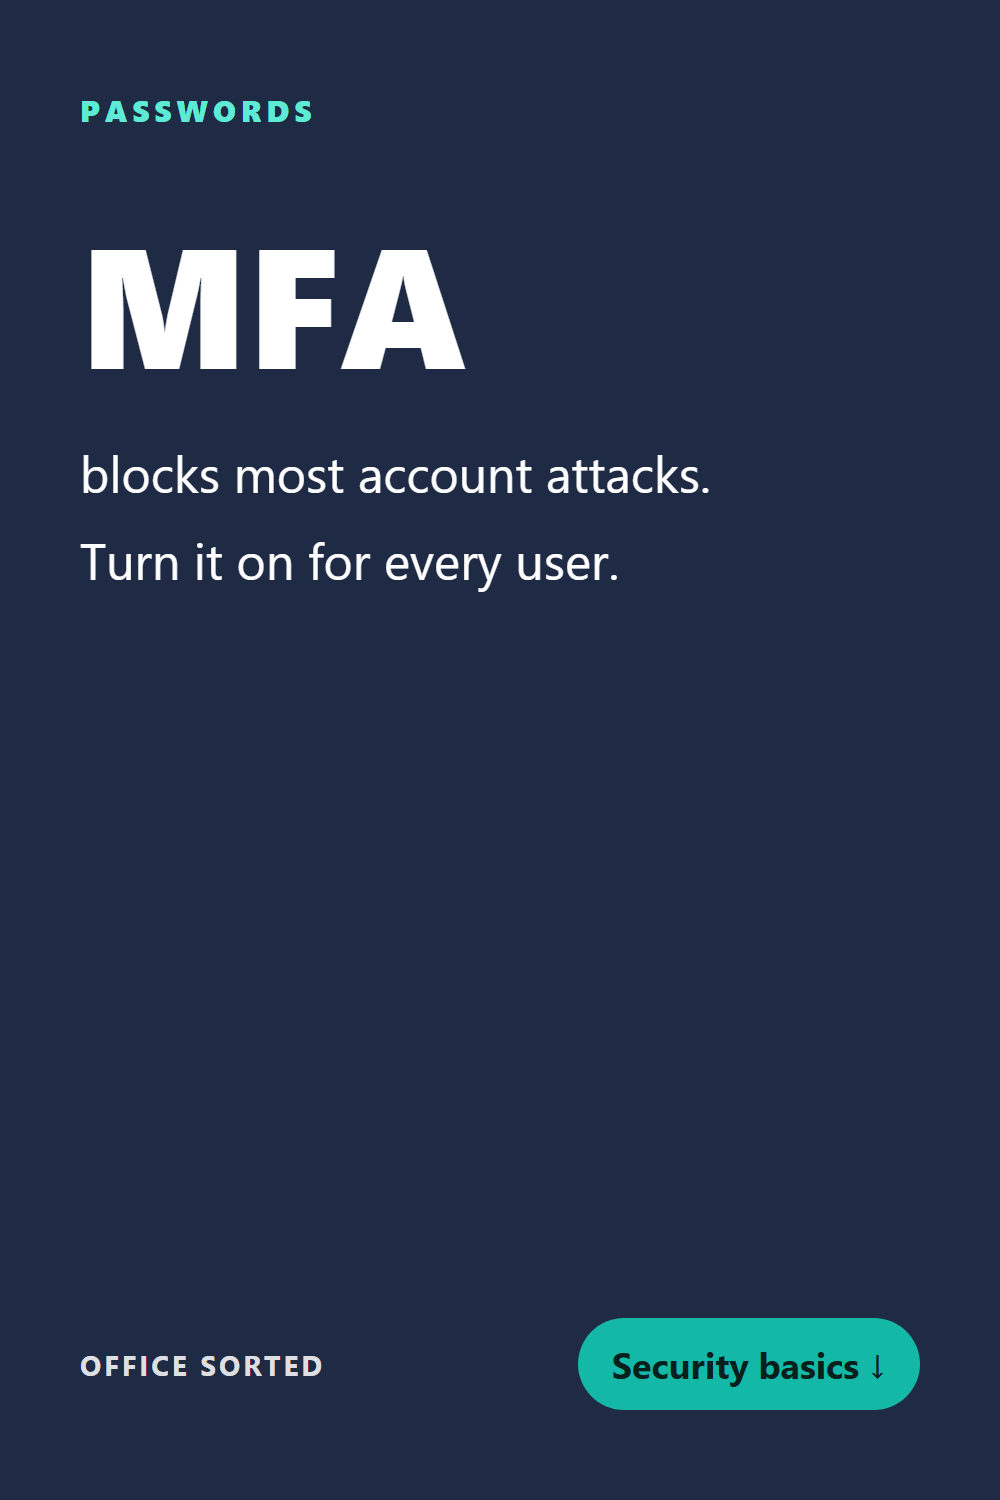 PASSWORDS
MFA
blocks most account attacks.
Turn it on for every user.
OFFICE SORTED
Security basics ↓